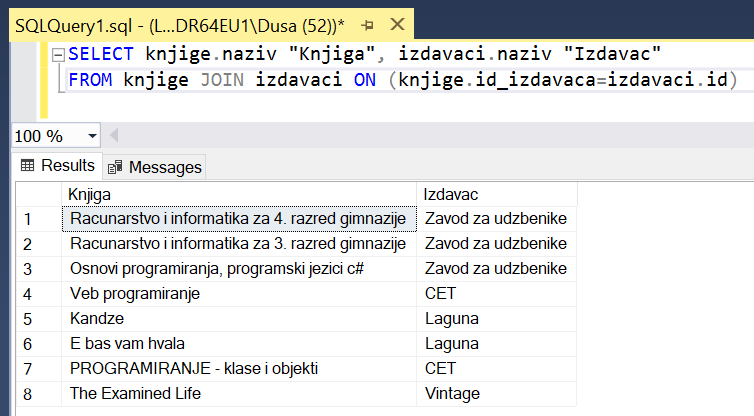 SQLQuery1.sql - (L...DR64EU1\Dusa (52))*
SELECT knjige.naziv "Knjiga", izdavaci.naziv "Izdavac"
FROM knjige JOIN izdavaci ON (knjige.id_izdavaca=izdavaci.id)
100 %
Results Messages
Knjiga Izdavac
1 Racunarstvo i informatika za 4. razred gimnazije Zavod za udzbenike
2 Racunarstvo i informatika za 3. razred gimnazije Zavod za udzbenike
3 Osnovi programiranja, programski jezici c# Zavod za udzbenike
4 Veb programiranje CET
5 Kandze Laguna
6 E bas vam hvala Laguna
7 PROGRAMIRANJE - klase i objekti CET
8 The Examined Life Vintage